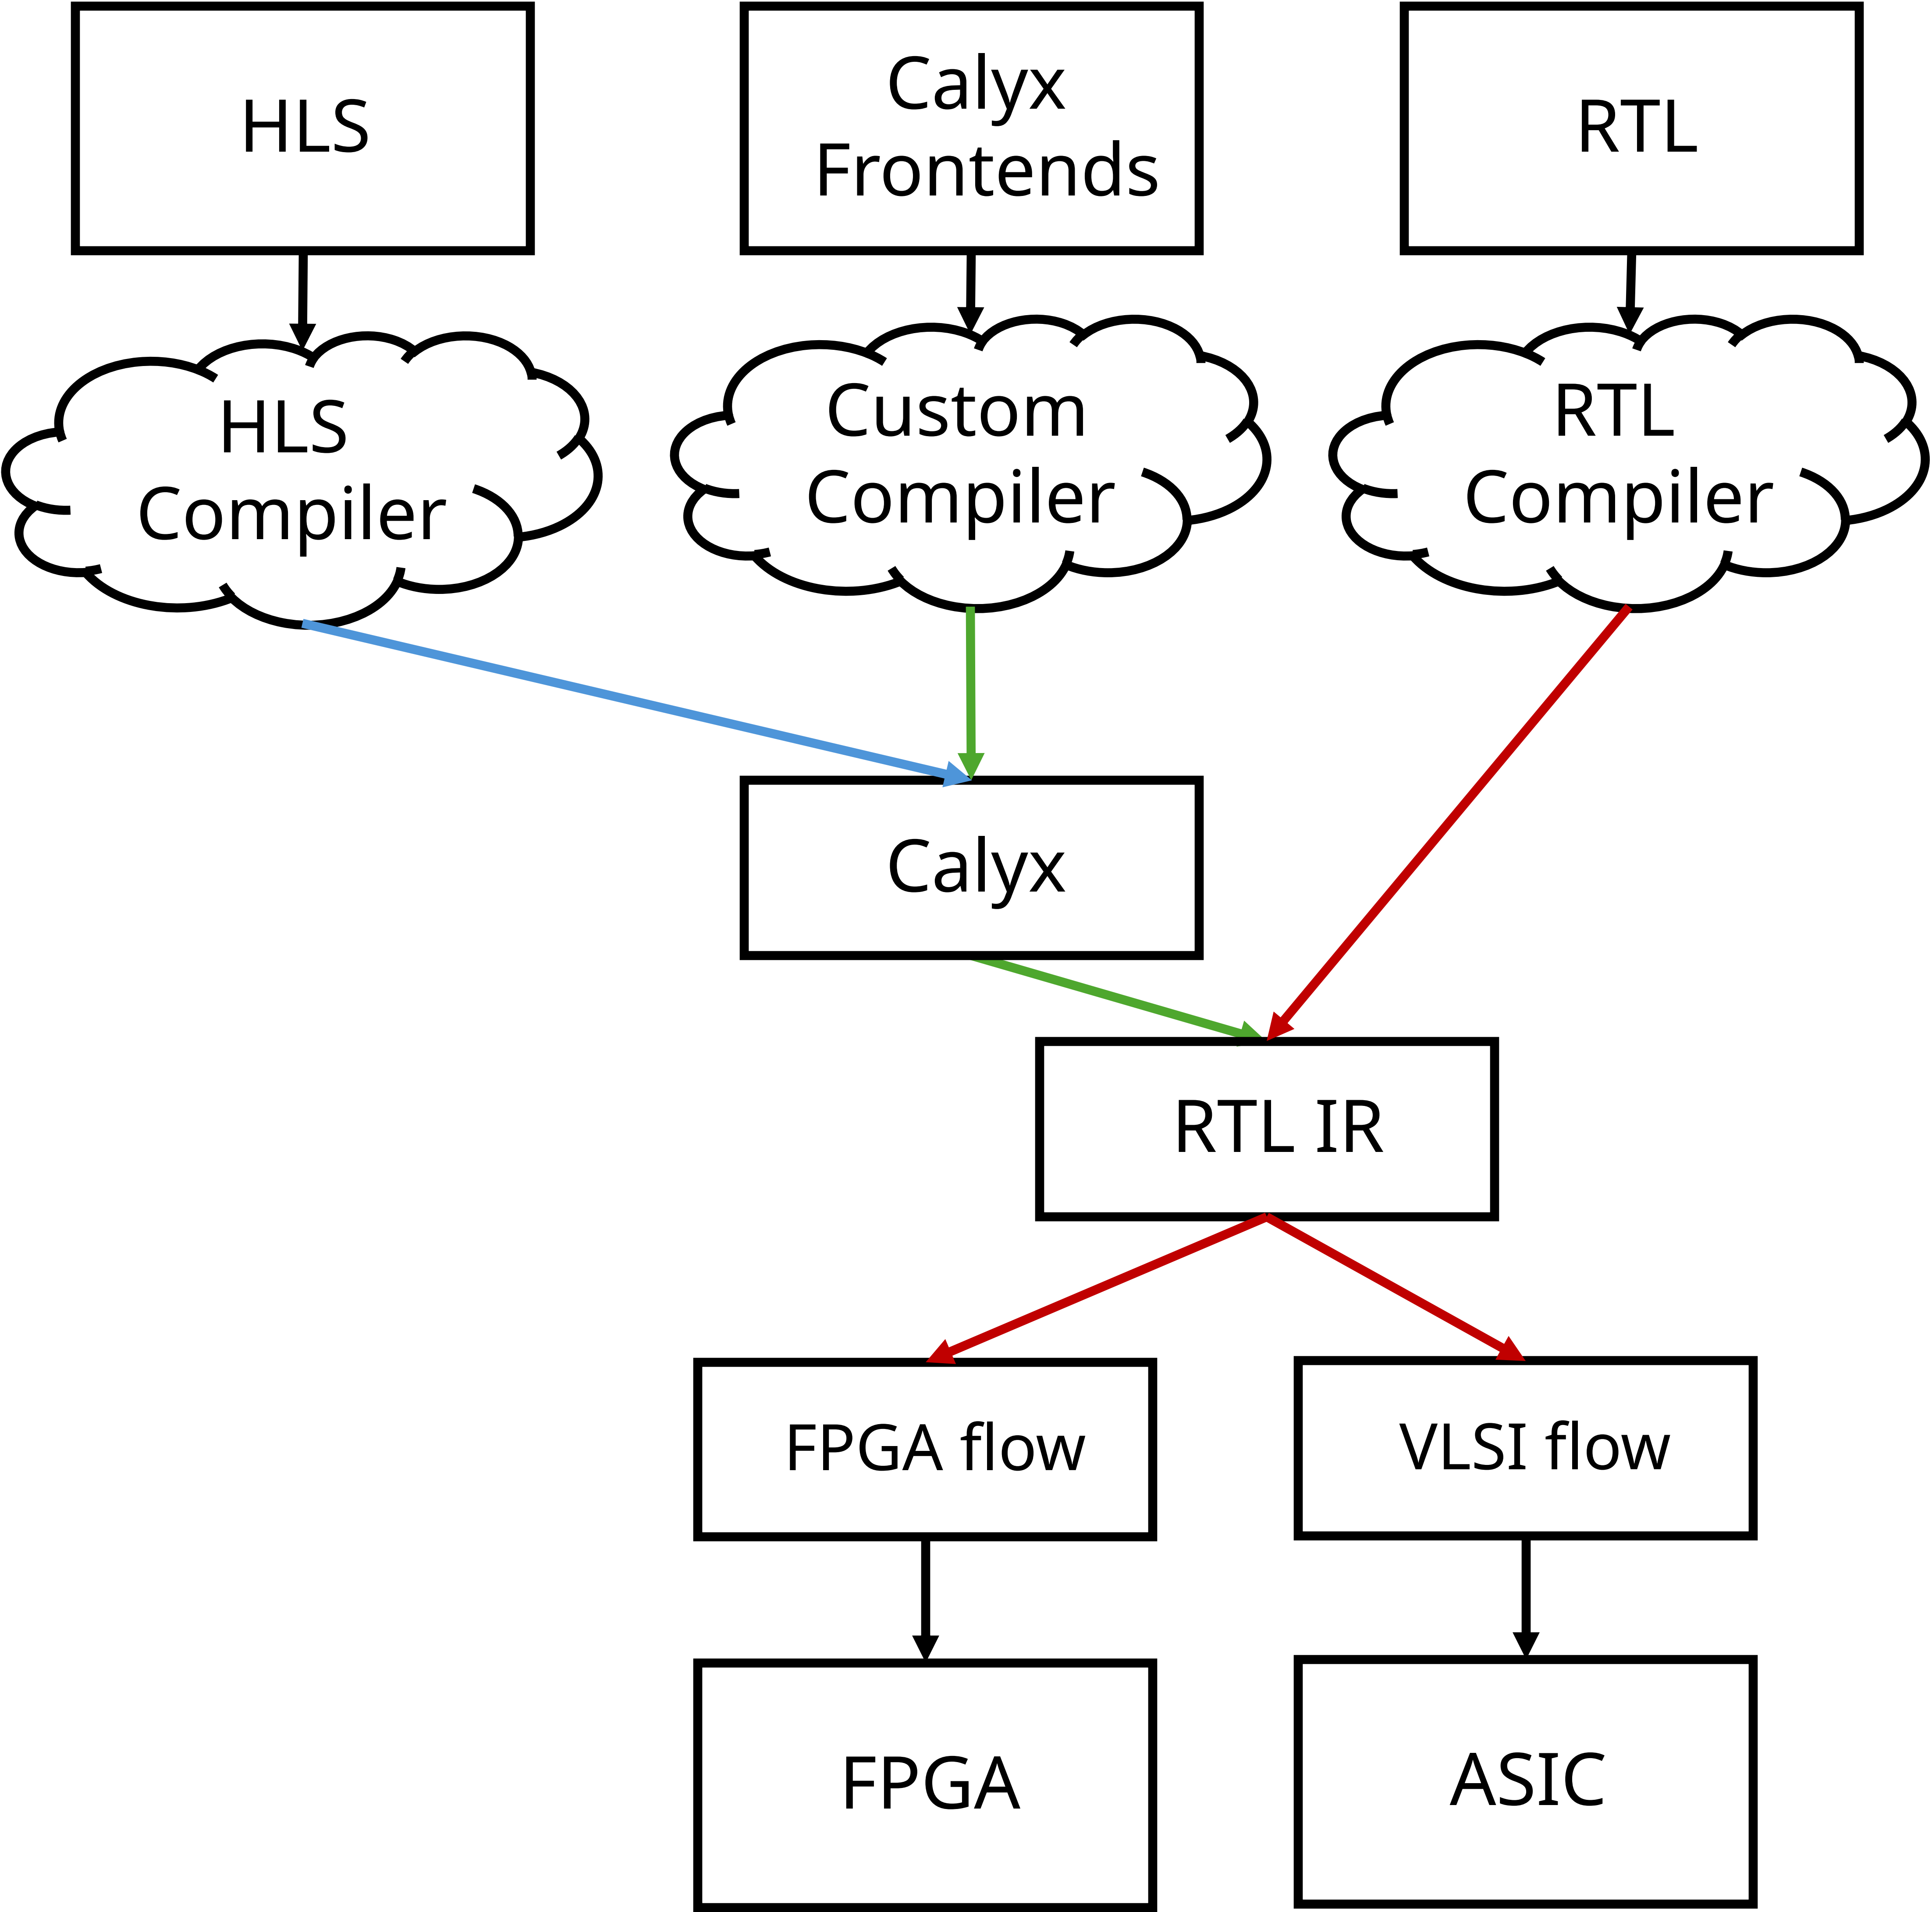 HLS
Calyx
Frontends
RTL
HLS
Compiler
Custom
Compiler
RTL
Compiler
Calyx
RTL IR
FPGA flow
VLSI flow
FPGA
ASIC